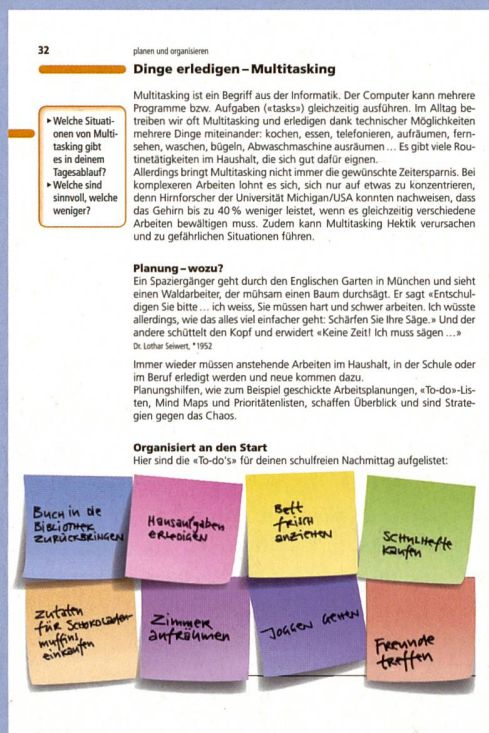 32
planen und organisieren
Dinge erledigen – Multitasking
▸ Welche Situati-
onen von Multi-
tasking gibt
es in deinem
Tagesablauf?
▸ Welche sind
sinnvoll, welche
weniger?
Multitasking ist ein Begriff aus der Informatik. Der Computer kann mehrere
Programme bzw. Aufgaben («tasks») gleichzeitig ausführen. Im Alltag be-
treiben wir oft Multitasking und erledigen dank technischer Möglichkeiten
mehrere Dinge miteinander: kochen, essen, telefonieren, aufräumen, fern-
sehen, waschen, bügeln, Abwaschmaschine ausräumen ... Es gibt viele Rou-
tinetätigkeiten im Haushalt, die sich gut dafür eignen.
Allerdings bringt Multitasking nicht immer die gewünschte Zeitersparnis. Bei
komplexeren Arbeiten lohnt es sich, sich nur auf etwas zu konzentrieren,
denn Hirnforscher der Universität Michigan/USA konnten nachweisen, dass
das Gehirn bis zu 40 % weniger leistet, wenn es gleichzeitig verschiedene
Arbeiten bewältigen muss. Zudem kann Multitasking Hektik verursachen
und zu gefährlichen Situationen führen.
Planung – wozu?
Ein Spaziergänger geht durch den Englischen Garten in München und sieht
einen Waldarbeiter, der mühsam einen Baum durchsägt. Er sagt «Entschul-
digen Sie bitte ... ich weiss, Sie müssen hart und schwer arbeiten. Ich wüsste
allerdings, wie das alles viel einfacher geht: Schärfen Sie Ihre Säge.» Und der
andere schüttelt den Kopf und erwidert «Keine Zeit! Ich muss sägen ...»
Dr. Lothar Seiwert, *1952
Immer wieder müssen anstehende Arbeiten im Haushalt, in der Schule oder
im Beruf erledigt werden und neue kommen dazu.
Planungshilfen, wie zum Beispiel geschickte Arbeitsplanungen, «To-do»-Lis-
ten, Mind Maps und Prioritätenlisten, schaffen Überblick und sind Strate-
gien gegen das Chaos.
Organisiert an den Start
Hier sind die «To-do's» für deinen schulfreien Nachmittag aufgelistet:
Buch in die
Bibliothek
zurückbringen
Hausaufgaben
erledigen
Bett
frisch
anziehen
Schulhefte
kaufen
Zutaten
für Schokoladen-
muffins
einkaufen
Zimmer
aufräumen
Joggen gehen
Freunde
treffen